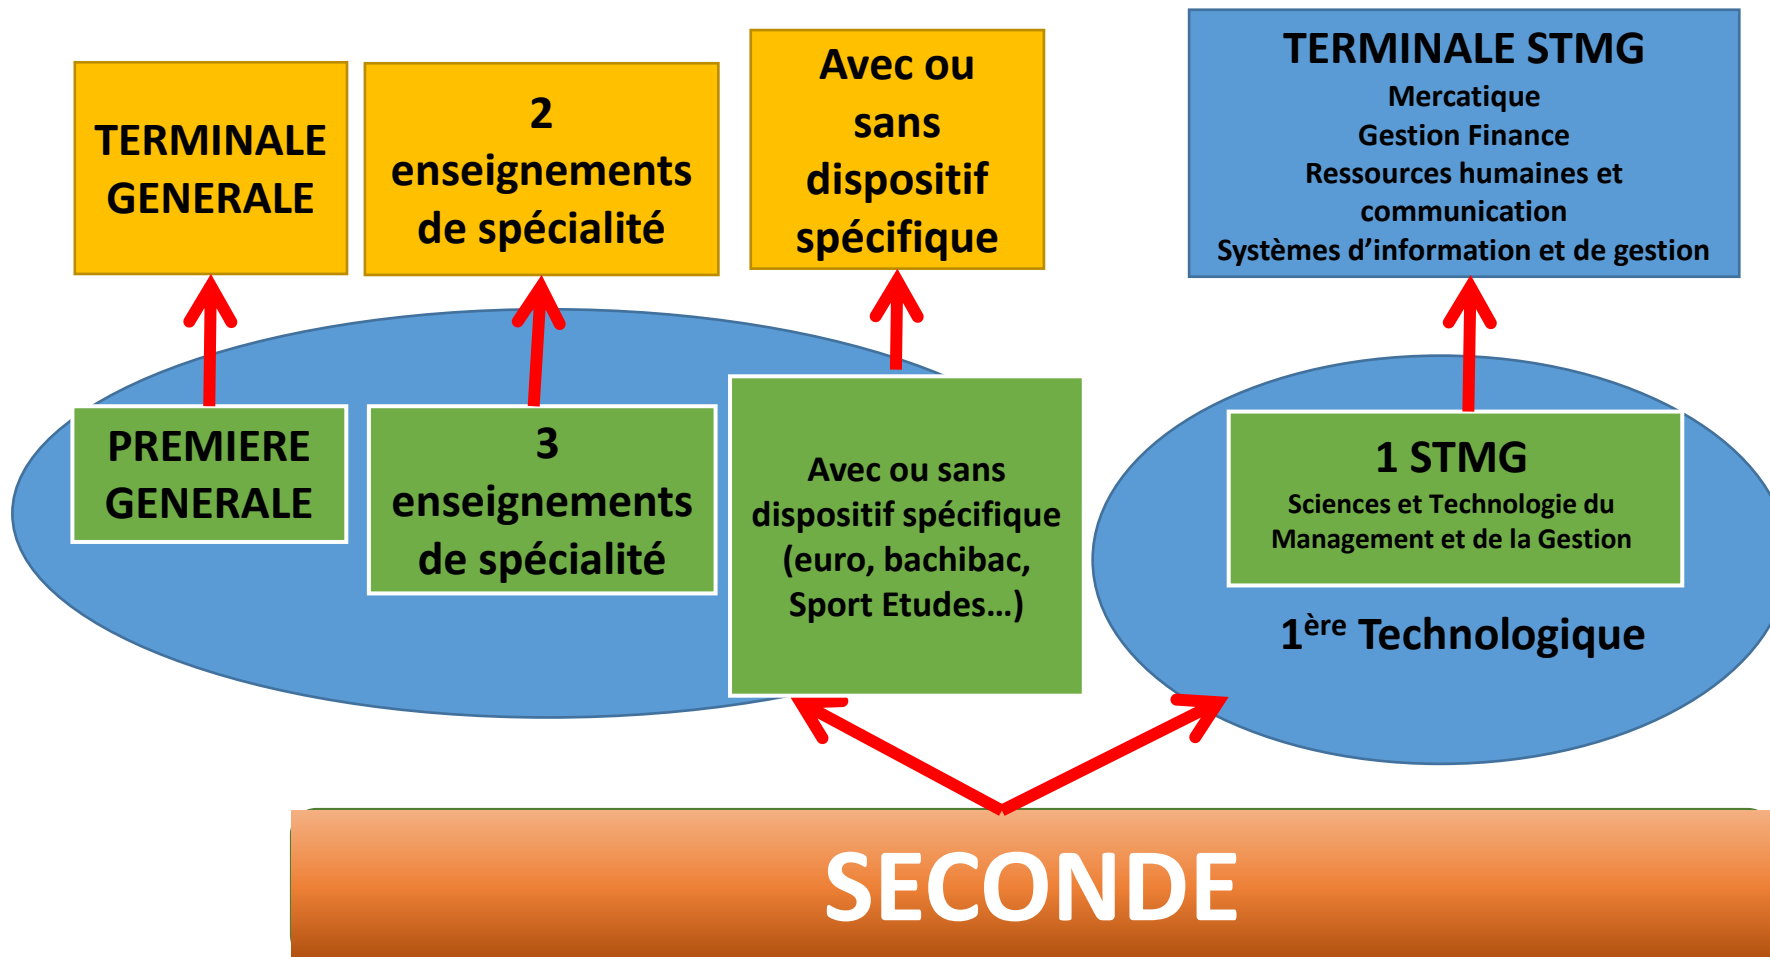 TERMINALE
GENERALE
2
enseignements
de spécialité
Avec ou
sans
dispositif
spécifique
TERMINALE STMG
Mercatique
Gestion Finance
Ressources humaines et
communication
Systèmes d’information et de gestion
PREMIERE
GENERALE
3
enseignements
de spécialité
Avec ou sans
dispositif spécifique
(euro, bachibac,
Sport Etudes…)
1 STMG
Sciences et Technologie du
Management et de la Gestion
1ère Technologique
SECONDE